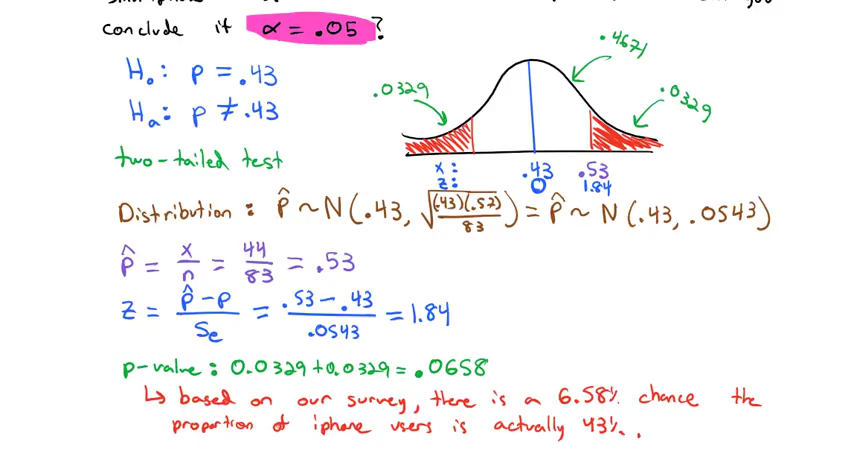 conclude if α = .05 ?
H₀: p = .43
Hₐ: p ≠ .43
two-tailed test
.0329
.4671
.0329
x: .43 .53
z: 0 1.84
Distribution: P̂ ~ N(.43, √((.43)(.57)/83)) = P̂ ~ N(.43, .0543)
P̂ = x/n = 44/83 = .53
Z = (P̂ - P)/Se = (.53 - .43)/.0543 = 1.84
p-value: 0.0329 + 0.0329 = .0658
↳ based on our survey, there is a 6.58% chance the
proportion of iphone users is actually 43%.